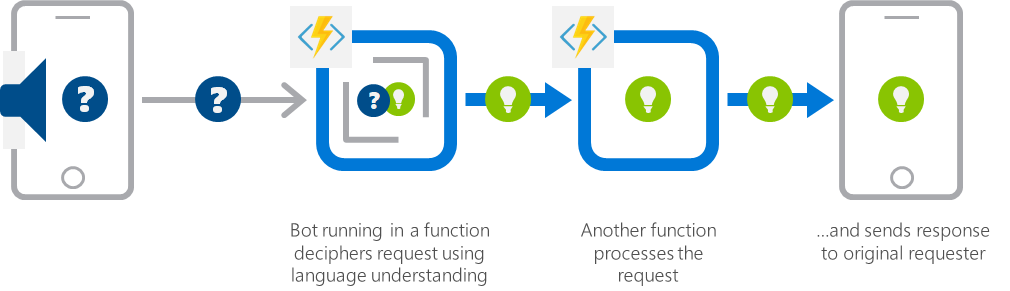 ?
?
?
Bot running in a function
deciphers request using
language understanding
Another function
processes the
request
...and sends response
to original requester